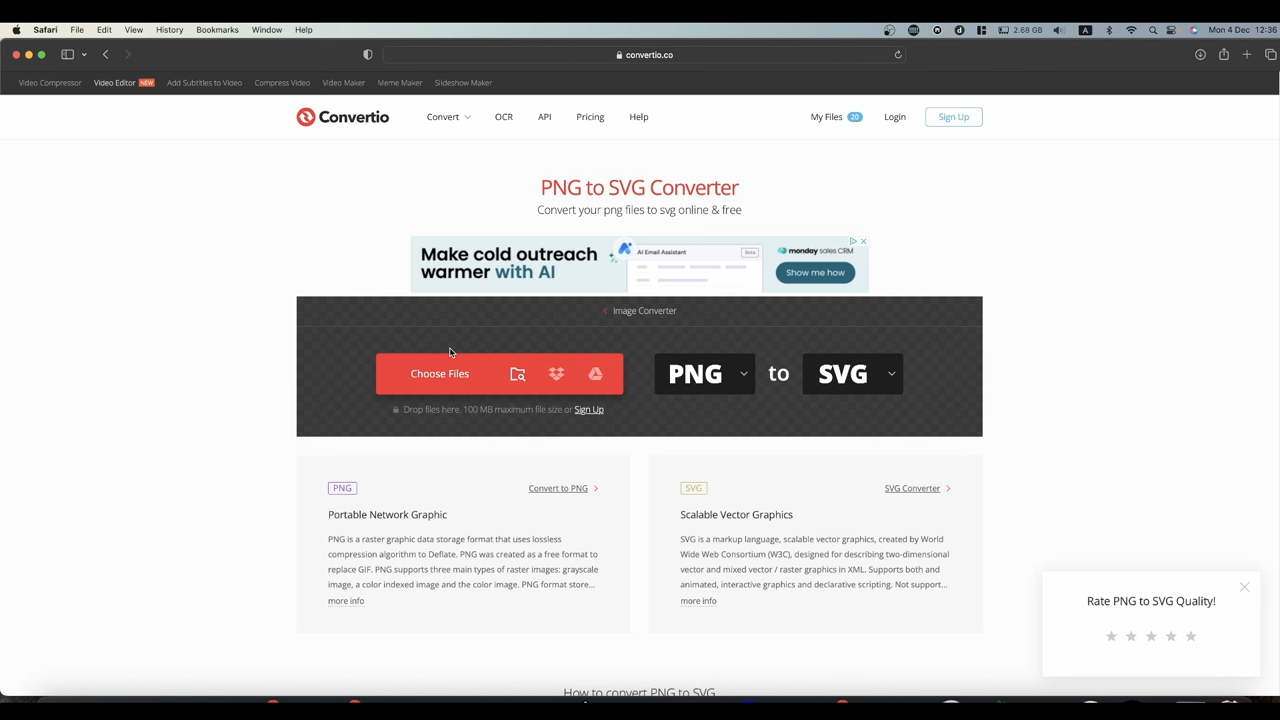 Safari File Edit View History Bookmarks Window Help 2.68 GB A Mon 4 Dec 12:36
convertio.co
Video Compressor Video Editor NEW Add Subtitles to Video Compress Video Video Maker Meme Maker Slideshow Maker
Convertio Convert OCR API Pricing Help My Files 20 Login Sign Up
PNG to SVG Converter
Convert your png files to svg online & free
Make cold outreach
warmer with AI
AI Email Assistant Beta
monday sales CRM
Show me how
Image Converter
Choose Files PNG to SVG
Drop files here. 100 MB maximum file size or Sign Up
PNG Convert to PNG
Portable Network Graphic
PNG is a raster graphic data storage format that uses lossless
compression algorithm to Deflate. PNG was created as a free format to
replace GIF. PNG supports three main types of raster images: grayscale
image, a color indexed image and the color image. PNG format store...
more info
SVG SVG Converter
Scalable Vector Graphics
SVG is a markup language, scalable vector graphics, created by World
Wide Web Consortium (W3C), designed for describing two-dimensional
vector and mixed vector / raster graphics in XML. Supports both and
animated, interactive graphics and declarative scripting. Not support...
more info
Rate PNG to SVG Quality!
How to convert PNG to SVG